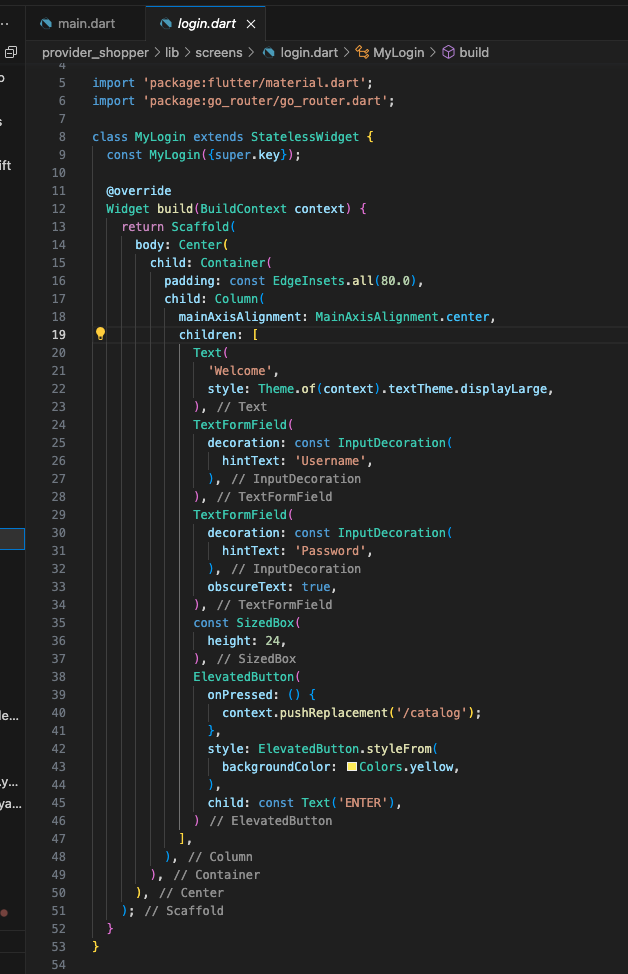 main.dart
login.dart
provider_shopper > lib > screens > login.dart > MyLogin > build
4
5 import 'package:flutter/material.dart';
6 import 'package:go_router/go_router.dart';
7
8 class MyLogin extends StatelessWidget {
9   const MyLogin({super.key});
10
11   @override
12   Widget build(BuildContext context) {
13     return Scaffold(
14       body: Center(
15         child: Container(
16           padding: const EdgeInsets.all(80.0),
17           child: Column(
18             mainAxisAlignment: MainAxisAlignment.center,
19             children: [
20               Text(
21                 'Welcome',
22                 style: Theme.of(context).textTheme.displayLarge,
23               ), // Text
24               TextFormField(
25                 decoration: const InputDecoration(
26                   hintText: 'Username',
27                 ), // InputDecoration
28               ), // TextFormField
29               TextFormField(
30                 decoration: const InputDecoration(
31                   hintText: 'Password',
32                 ), // InputDecoration
33                 obscureText: true,
34               ), // TextFormField
35               const SizedBox(
36                 height: 24,
37               ), // SizedBox
38               ElevatedButton(
39                 onPressed: () {
40                   context.pushReplacement('/catalog');
41                 },
42                 style: ElevatedButton.styleFrom(
43                   backgroundColor: Colors.yellow,
44                 ),
45                 child: const Text('ENTER'),
46               ) // ElevatedButton
47             ],
48           ), // Column
49         ), // Container
50       ), // Center
51     ); // Scaffold
52   }
53 }
54